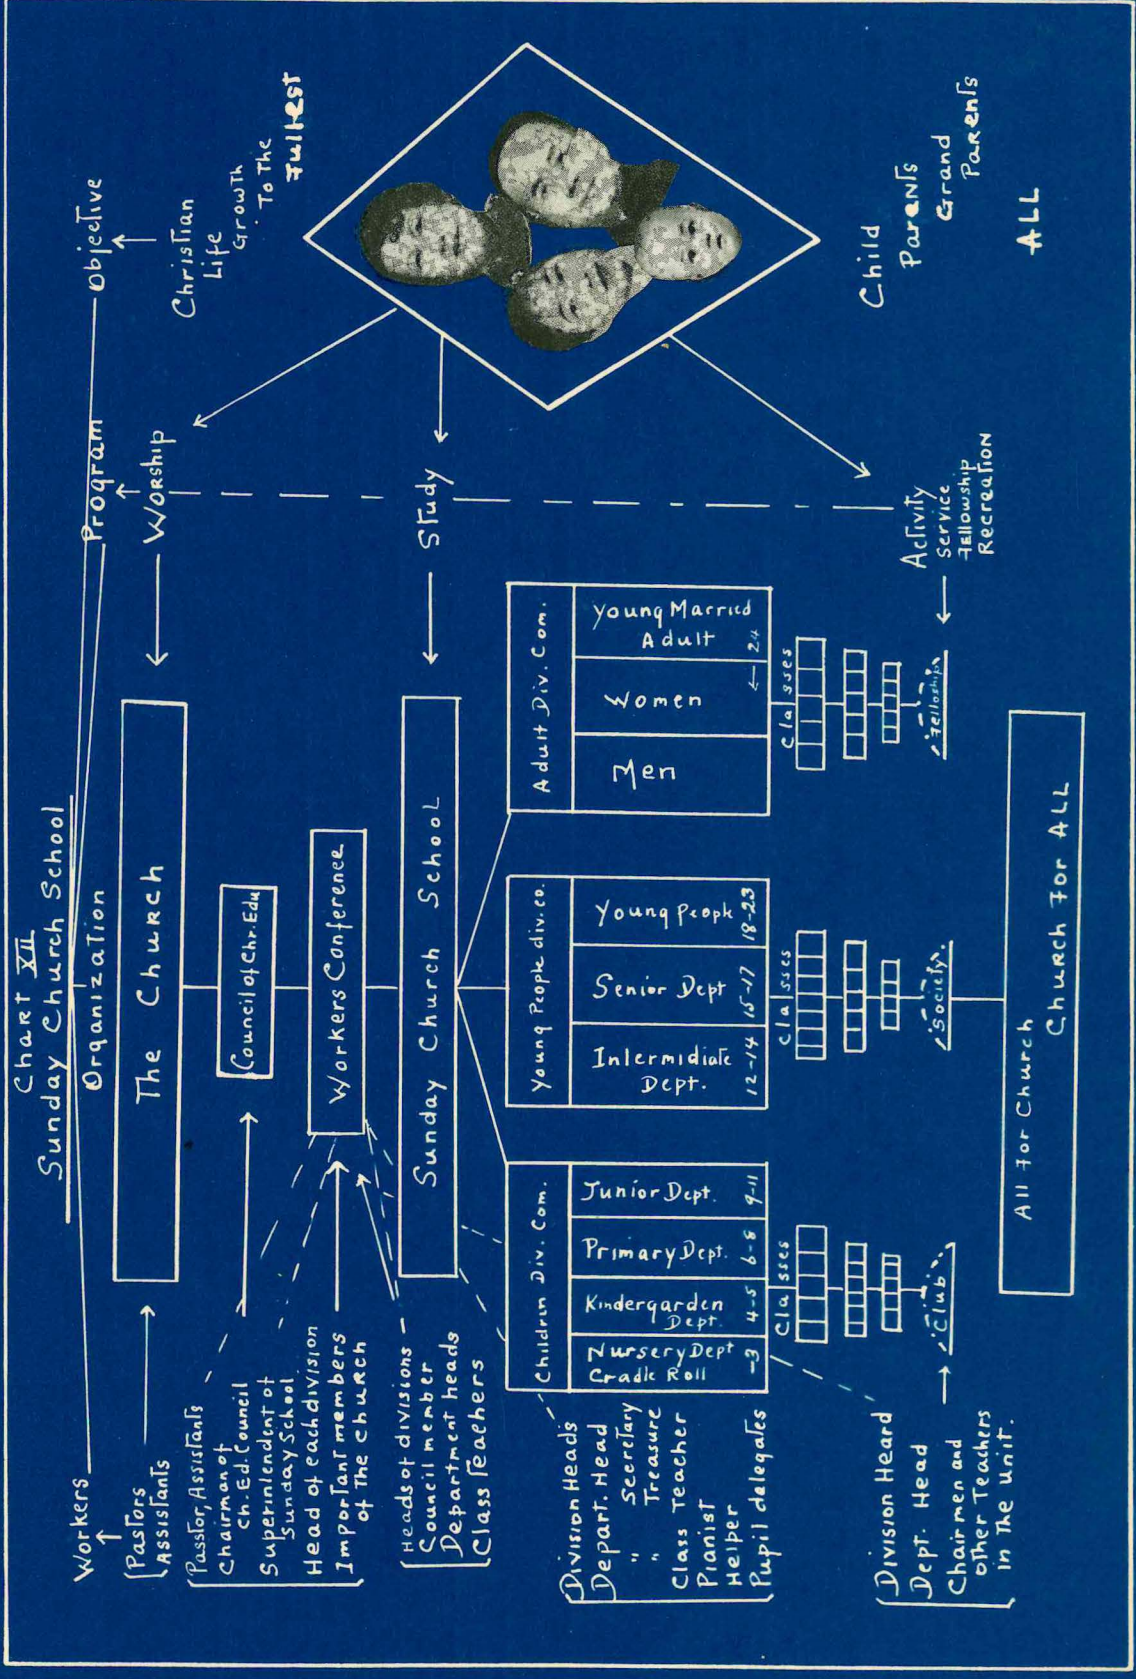 Chart XII
Sunday Church School
Workers
Organization
Program
Objective
Pastors
Assistants
The Church
Worship
Christian
Life
Growth
To The
Fullest
Passtor, Assistants
Chairman of
Ch. Ed. Council
Superintendent of
Sunday School
Head of each division
Important members
of the church
Council of Chr. Edu
Workers Conference
Heads of divisions
Council member
Department heads
Class Teachers
Sunday Church School
Study
Division Heads
Depart. Head
" Secretary
" Treasure
Class Teacher
Pianist
Helper
Pupil delegates
Children Div. Com.
Nursery Dept
Cradle Roll
-3
Kindergarden
Dept.
4-5
Primary Dept.
6-8
Junior Dept.
9-11
Classes
Club
Young People div. co.
Intermidiate
Dept.
12-14
Senior Dept
15-17
Young People
18-23
Classes
Society
Adult Div. Com.
Men
Women
Young Married
Adult
← 24
Classes
Felloship
Activity
service
Fellowship
Recreation
Child
Parents
Grand
Parents
ALL
Division Heard
Dept. Head
Chairmen and
other Teachers
in the unit.
All For Church
Church For ALL